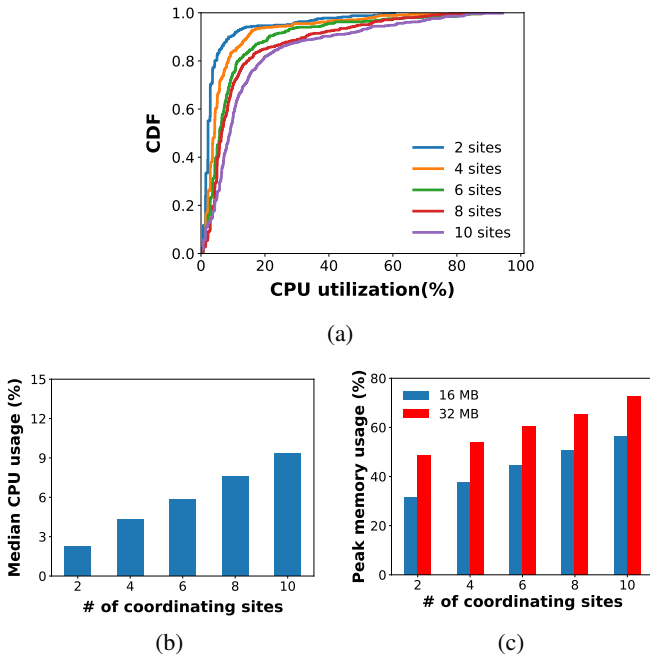 1.0
0.8
0.6
0.4
0.2
0.0
CDF
2 sites
4 sites
6 sites
8 sites
10 sites
0 20 40 60 80 100
CPU utilization(%)
(a)
Median CPU usage (%)
15
12
9
6
3
0
2 4 6 8 10
# of coordinating sites
(b)
Peak memory usage (%)
80
60
40
20
0
16 MB
32 MB
2 4 6 8 10
# of coordinating sites
(c)